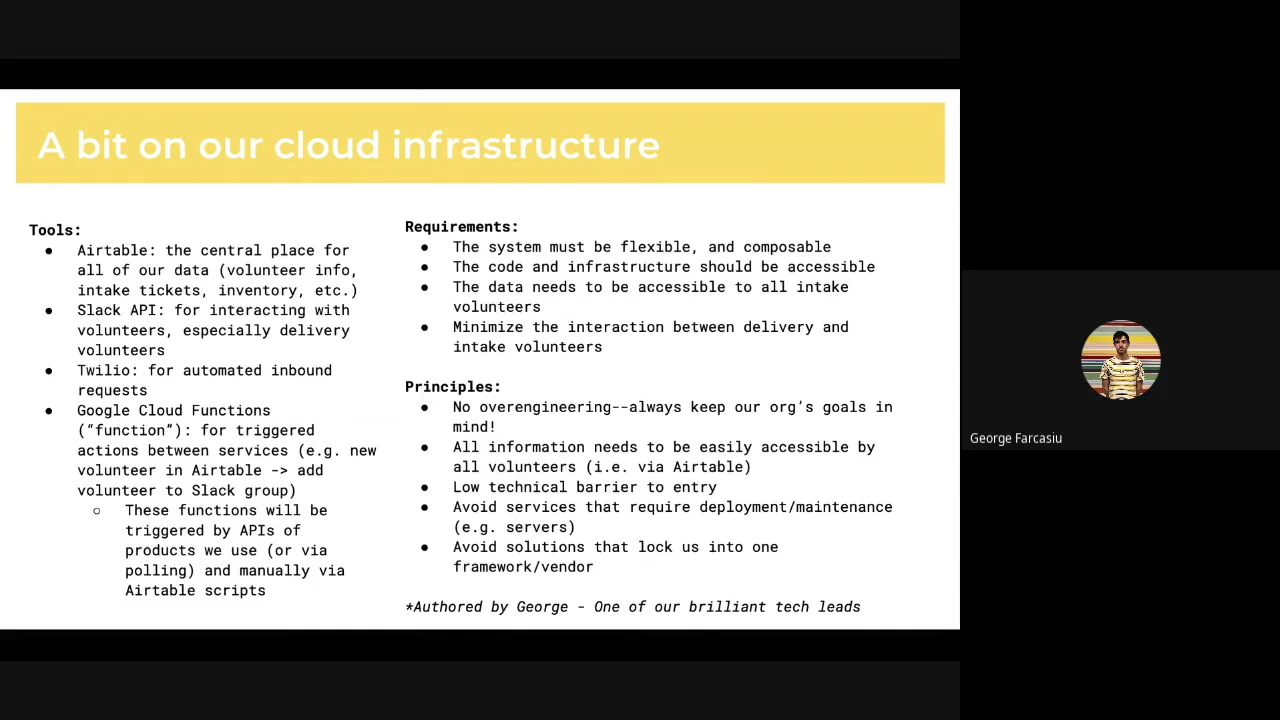 A bit on our cloud infrastructure
Tools:
● Airtable: the central place for
all of our data (volunteer info,
intake tickets, inventory, etc.)
● Slack API: for interacting with
volunteers, especially delivery
volunteers
● Twilio: for automated inbound
requests
● Google Cloud Functions
(“function”): for triggered
actions between services (e.g. new
volunteer in Airtable -> add
volunteer to Slack group)
○ These functions will be
triggered by APIs of
products we use (or via
polling) and manually via
Airtable scripts
Requirements:
● The system must be flexible, and composable
● The code and infrastructure should be accessible
● The data needs to be accessible to all intake
volunteers
● Minimize the interaction between delivery and
intake volunteers
Principles:
● No overengineering--always keep our org’s goals in
mind!
● All information needs to be easily accessible by
all volunteers (i.e. via Airtable)
● Low technical barrier to entry
● Avoid services that require deployment/maintenance
(e.g. servers)
● Avoid solutions that lock us into one
framework/vendor
*Authored by George - One of our brilliant tech leads
George Farcasiu